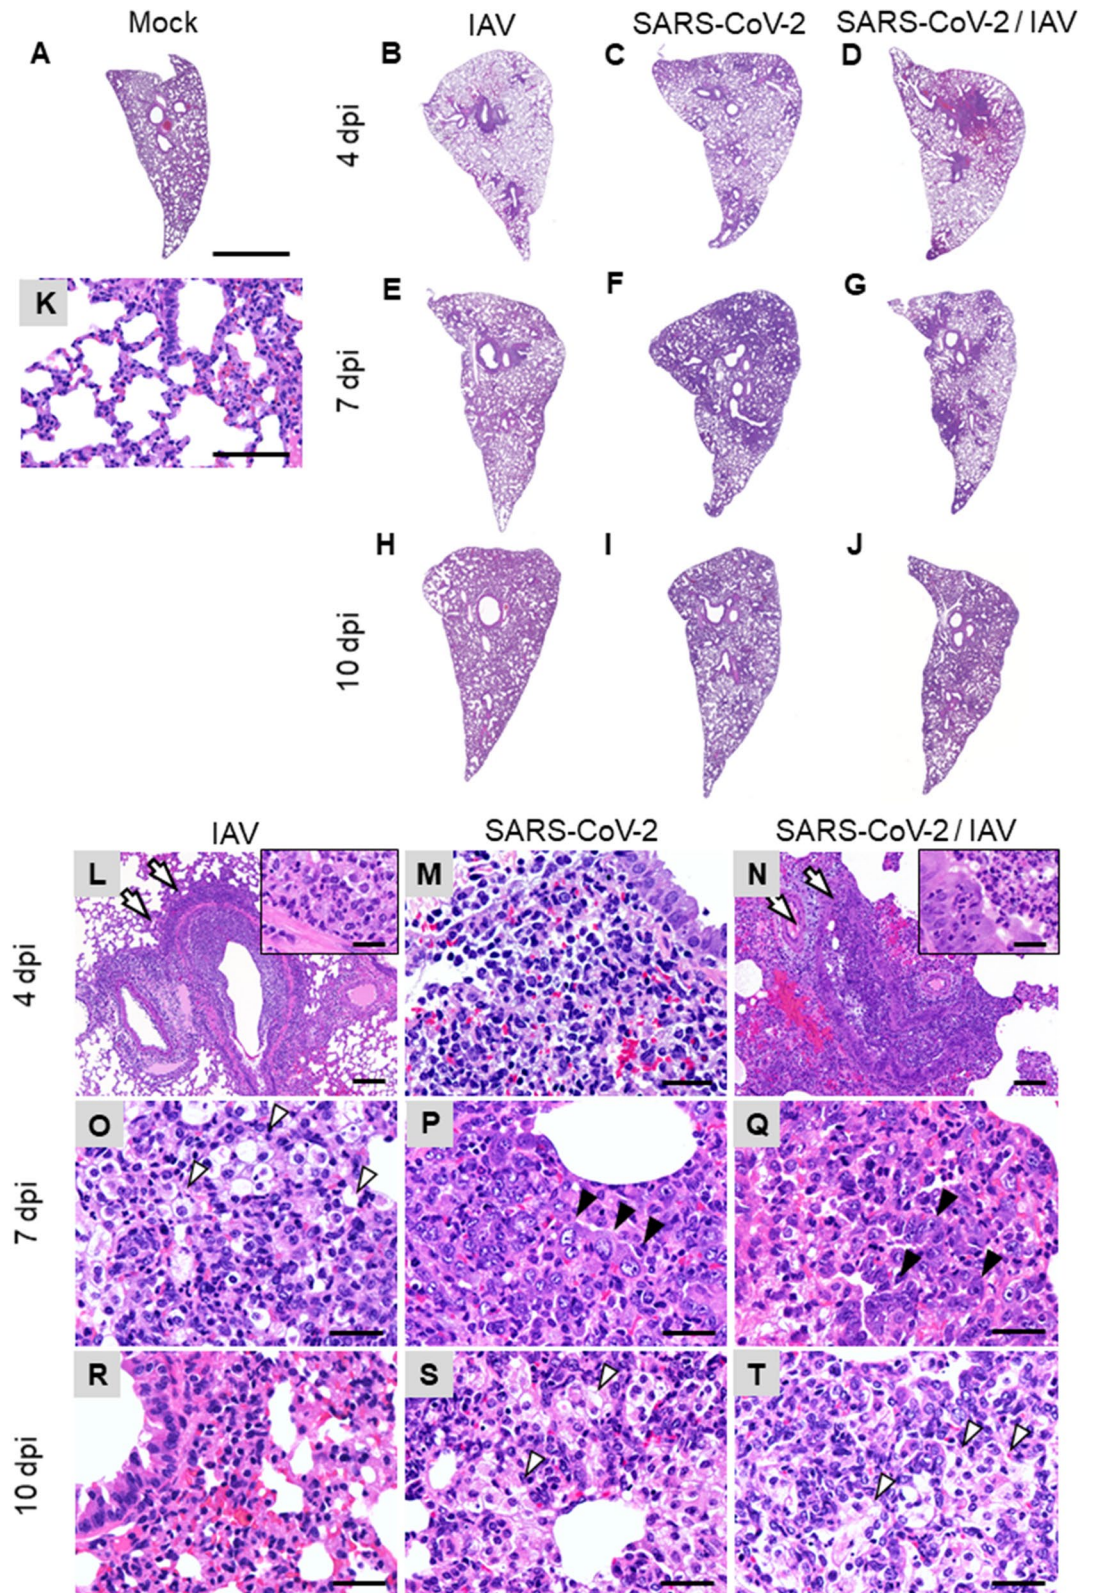 Mock IAV SARS-CoV-2 SARS-CoV-2 / IAV
A B C D
4 dpi
K
E F G
7 dpi
H I J
10 dpi
IAV SARS-CoV-2 SARS-CoV-2 / IAV
L M N
4 dpi
O P Q
7 dpi
R S T
10 dpi